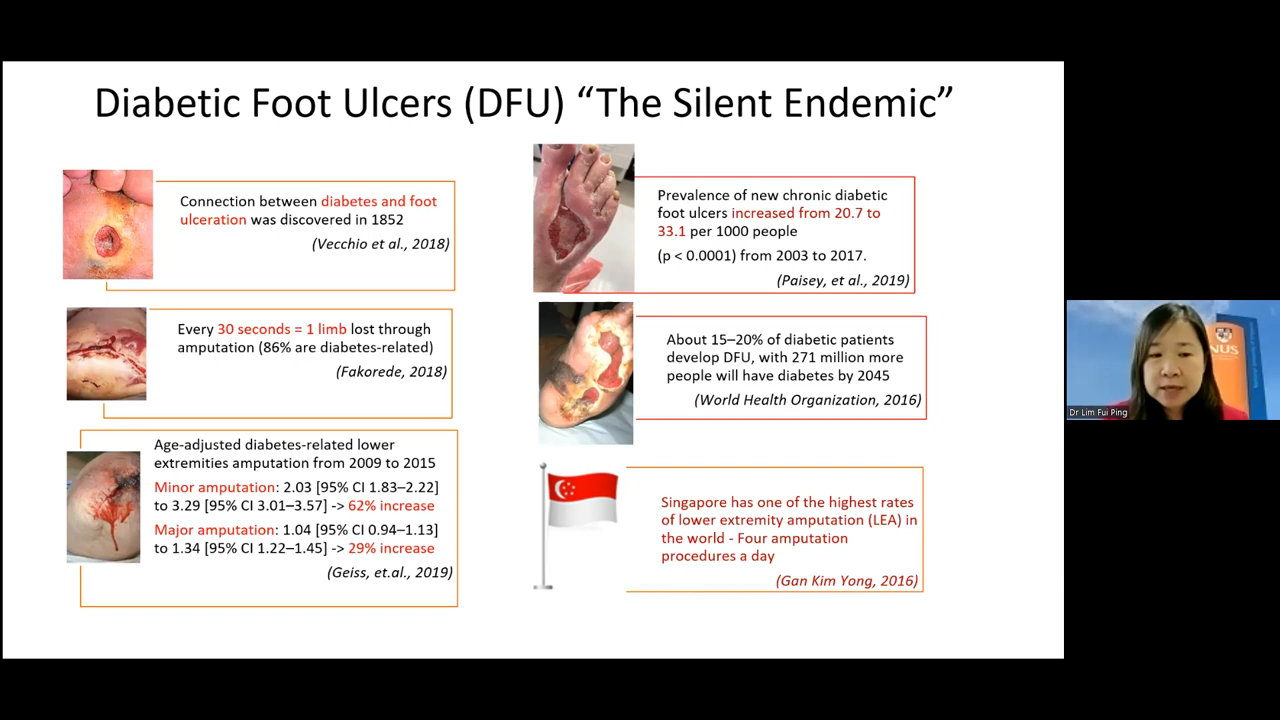 Diabetic Foot Ulcers (DFU) “The Silent Endemic”
Connection between diabetes and foot
ulceration was discovered in 1852
(Vecchio et al., 2018)
Every 30 seconds = 1 limb lost through
amputation (86% are diabetes-related)
(Fakorede, 2018)
Age-adjusted diabetes-related lower
extremities amputation from 2009 to 2015
Minor amputation: 2.03 [95% CI 1.83–2.22]
to 3.29 [95% CI 3.01–3.57] -> 62% increase
Major amputation: 1.04 [95% CI 0.94–1.13]
to 1.34 [95% CI 1.22–1.45] -> 29% increase
(Geiss, et.al., 2019)
Prevalence of new chronic diabetic
foot ulcers increased from 20.7 to
33.1 per 1000 people
(p < 0.0001) from 2003 to 2017.
(Paisey, et al., 2019)
About 15–20% of diabetic patients
develop DFU, with 271 million more
people will have diabetes by 2045
(World Health Organization, 2016)
Singapore has one of the highest rates
of lower extremity amputation (LEA) in
the world - Four amputation
procedures a day
(Gan Kim Yong, 2016)
NUS
Dr Lim Fui Ping